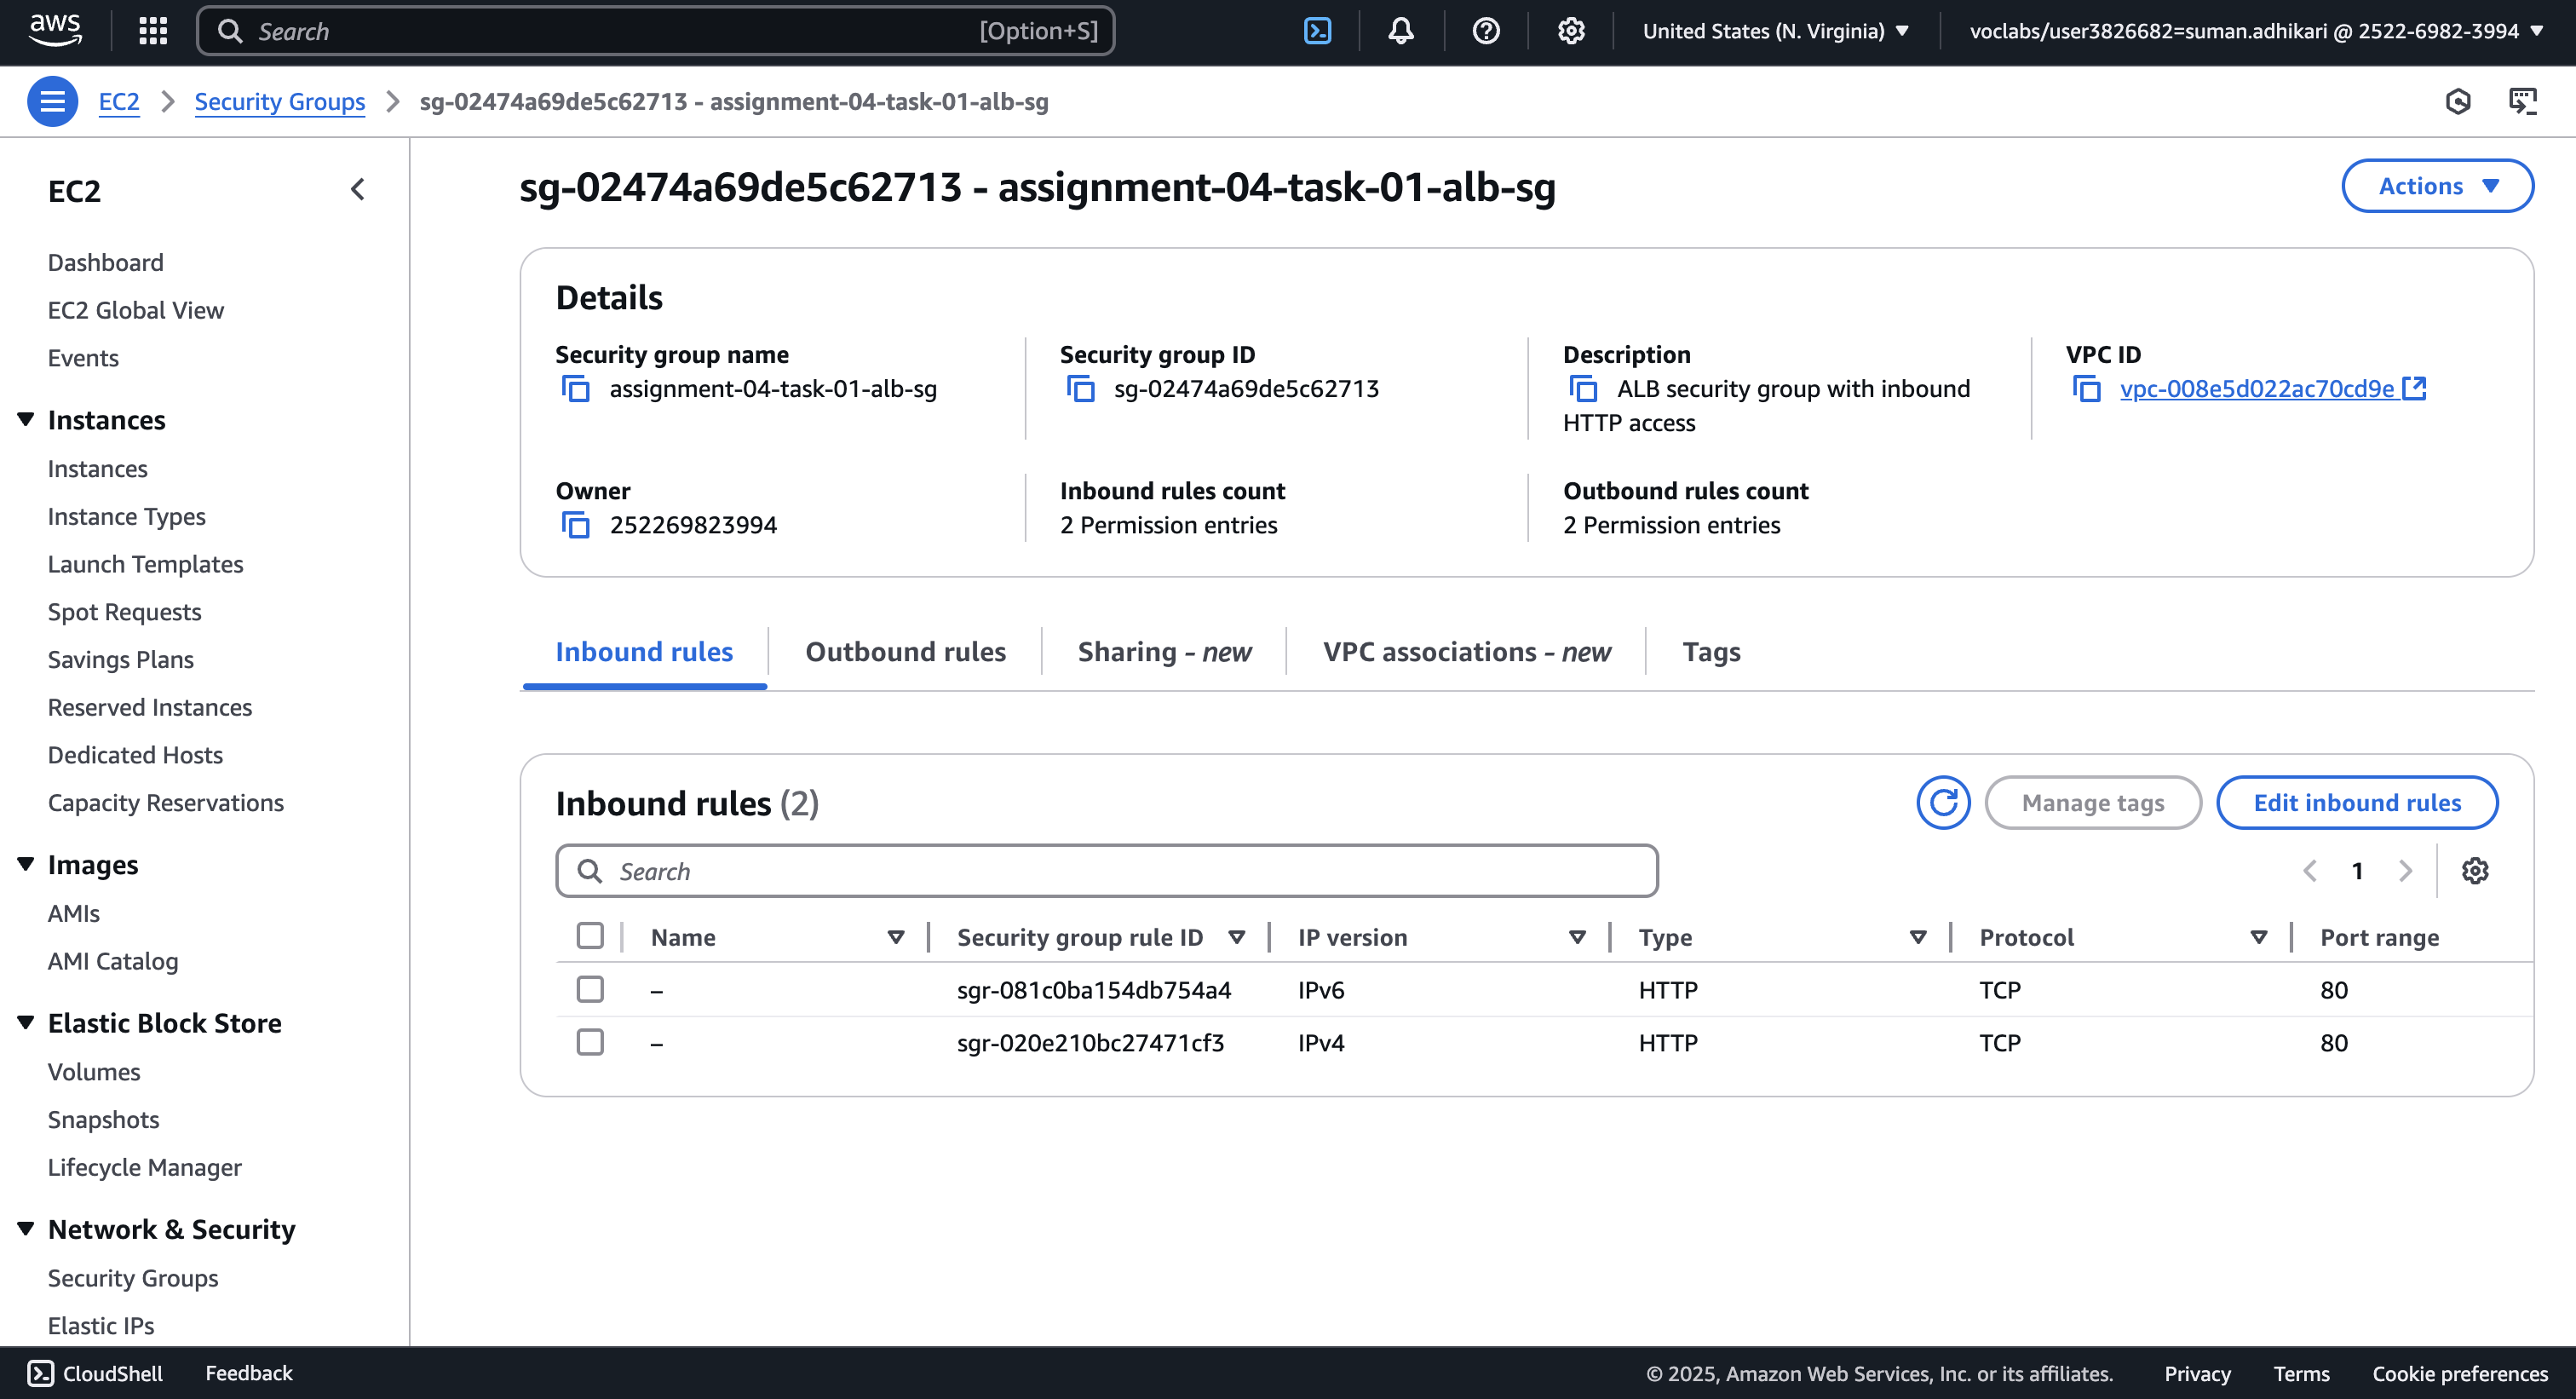 aws
Search [Option+S] United States (N. Virginia) voclabs/user3826682=suman.adhikari @ 2522-6982-3994
EC2 Security Groups sg-02474a69de5c62713 - assignment-04-task-01-alb-sg
EC2
Dashboard
EC2 Global View
Events
Instances
Instances
Instance Types
Launch Templates
Spot Requests
Savings Plans
Reserved Instances
Dedicated Hosts
Capacity Reservations
Images
AMIs
AMI Catalog
Elastic Block Store
Volumes
Snapshots
Lifecycle Manager
Network & Security
Security Groups
Elastic IPs
sg-02474a69de5c62713 - assignment-04-task-01-alb-sg
Actions
Details
Security group name
assignment-04-task-01-alb-sg
Security group ID
sg-02474a69de5c62713
Description
ALB security group with inbound
HTTP access
VPC ID
vpc-008e5d022ac70cd9e
Owner
252269823994
Inbound rules count
2 Permission entries
Outbound rules count
2 Permission entries
Inbound rules Outbound rules Sharing - new VPC associations - new Tags
Inbound rules (2)
Manage tags Edit inbound rules
Search
1
Name Security group rule ID IP version Type Protocol Port range
– sgr-081c0ba154db754a4 IPv6 HTTP TCP 80
– sgr-020e210bc27471cf3 IPv4 HTTP TCP 80
CloudShell Feedback © 2025, Amazon Web Services, Inc. or its affiliates. Privacy Terms Cookie preferences